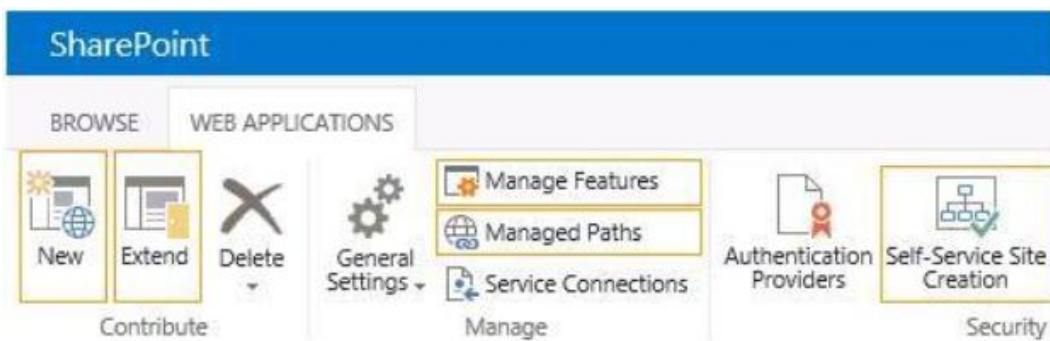 SharePoint
BROWSE
WEB APPLICATIONS
New
Extend
Delete
General
Settings
Manage Features
Managed Paths
Service Connections
Authentication
Providers
Self-Service Site
Creation
Contribute
Manage
Security